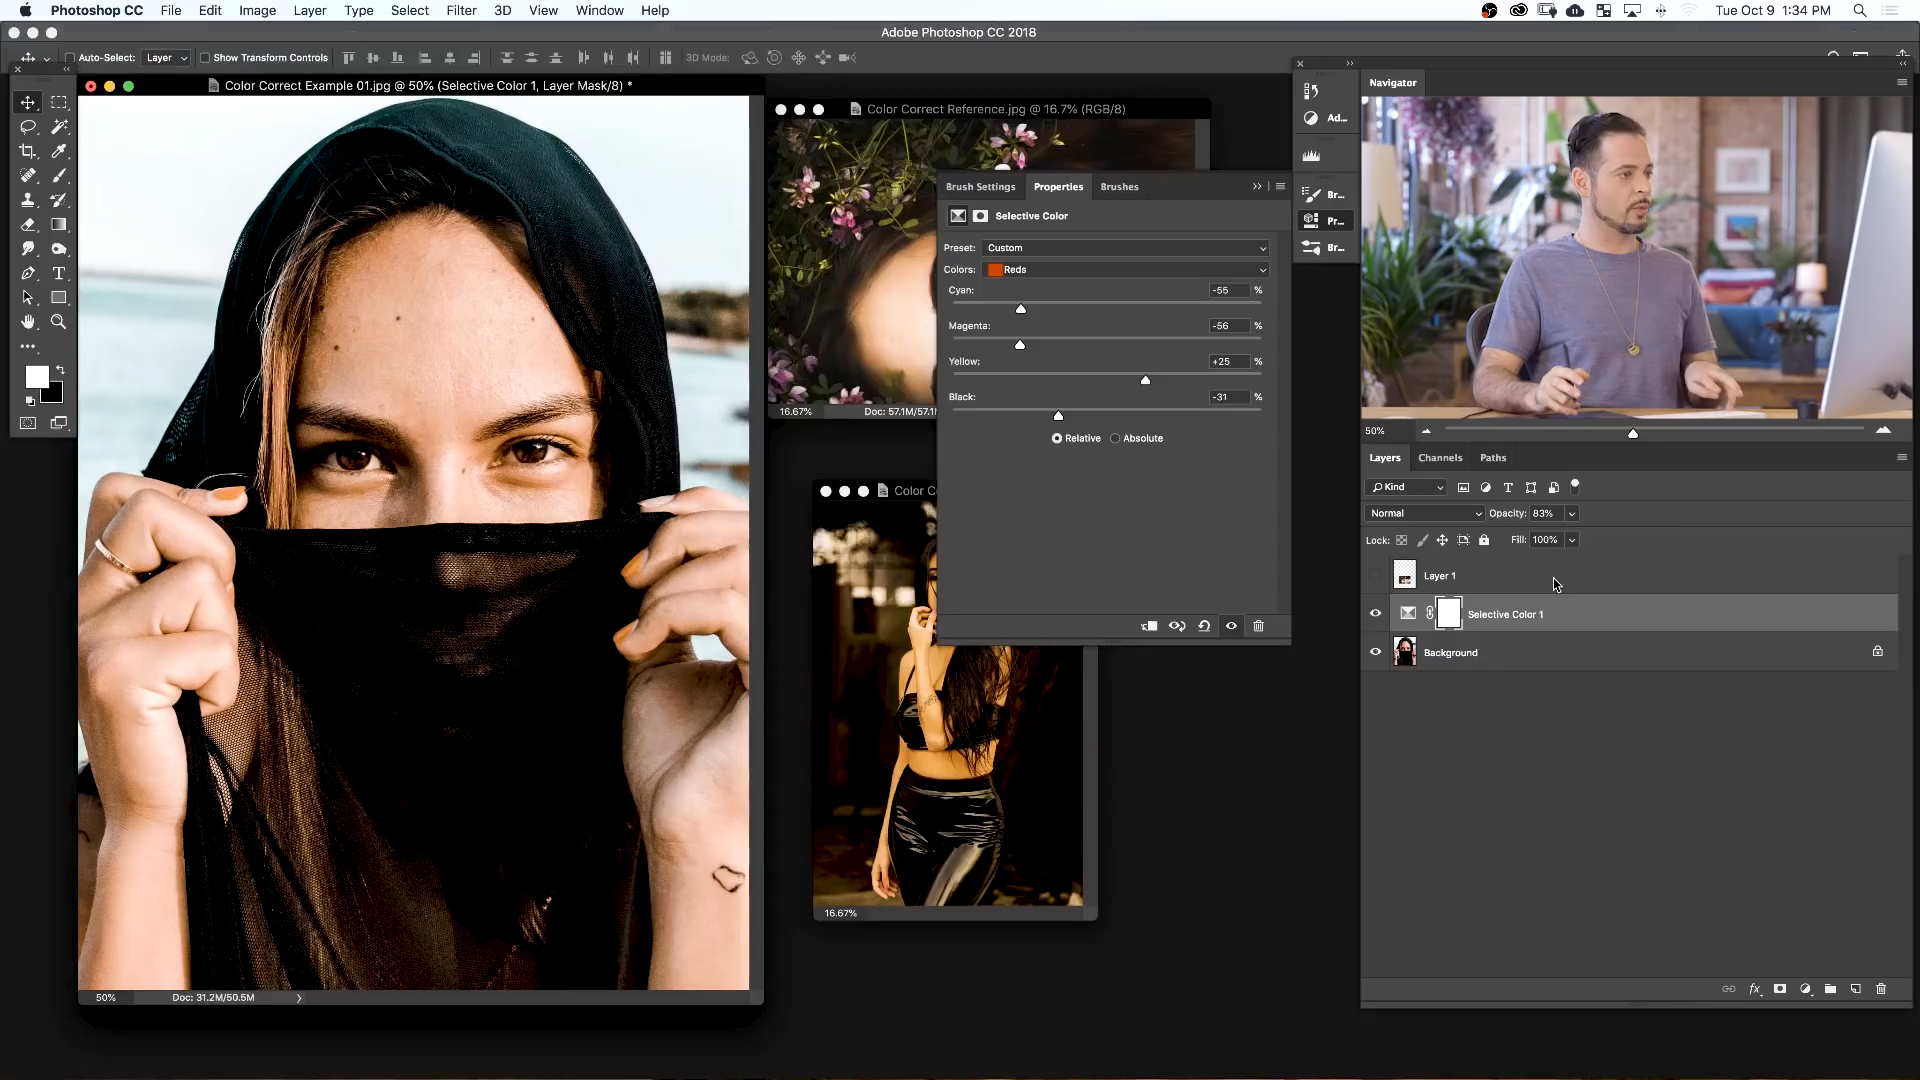 Photoshop CC File Edit Image Layer Type Select Filter 3D View Window Help Tue Oct 9 1:34 PM
Adobe Photoshop CC 2018
Auto-Select: Layer Show Transform Controls 3D Mode:
Color Correct Example 01.jpg @ 50% (Selective Color 1, Layer Mask/8) *
Color Correct Reference.jpg @ 16.7% (RGB/8)
16.67% Doc: 57.1M/57.1
Color C
16.67%
50% Doc: 31.2M/50.5M
Brush Settings Properties Brushes
Selective Color
Preset: Custom
Colors: Reds
Cyan: -55 %
Magenta: -56 %
Yellow: +25 %
Black: -31 %
Relative Absolute
Ad...
Br...
Pr...
Br...
Navigator
50%
Layers Channels Paths
Kind
Normal Opacity: 83%
Lock: Fill: 100%
Layer 1
Selective Color 1
Background
fx